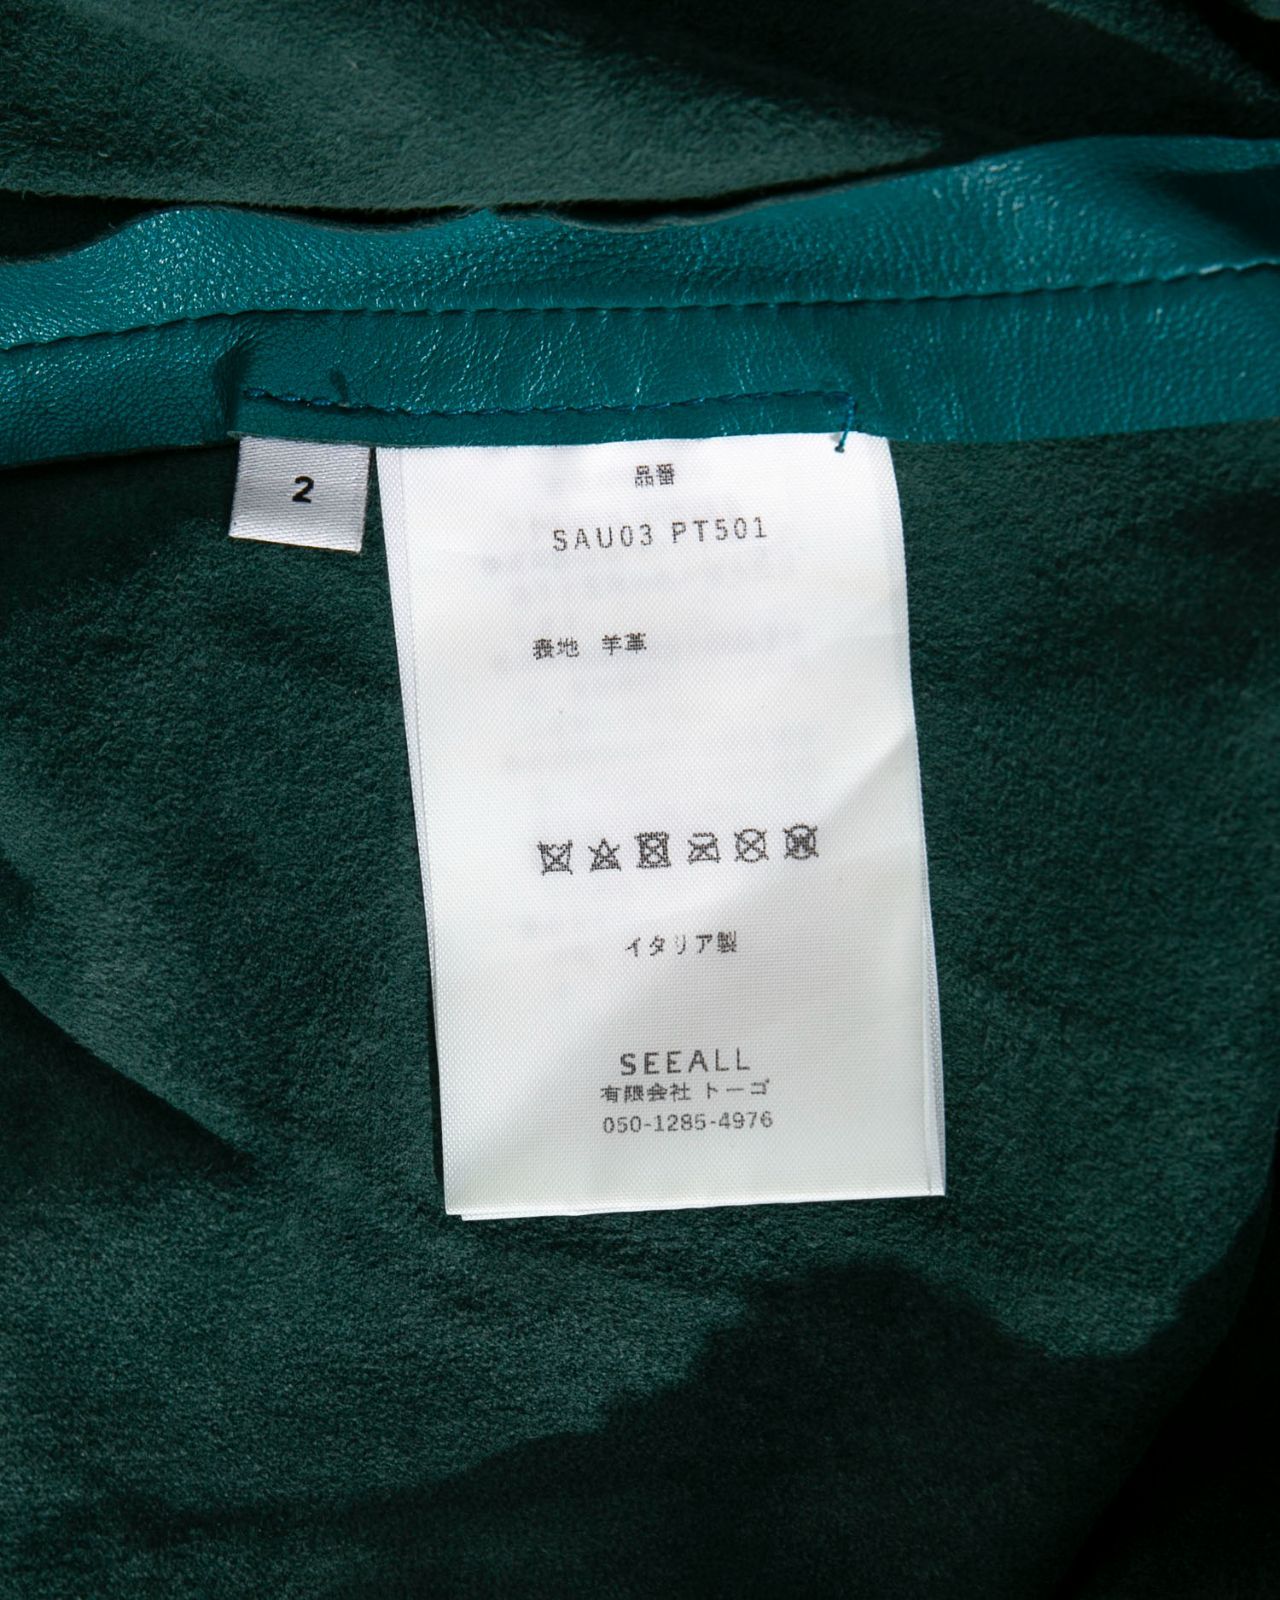 2
品番
SAU03 PT501
表地 羊革
イタリア製
SEEALL
有限会社 トーゴ
050-1285-4976